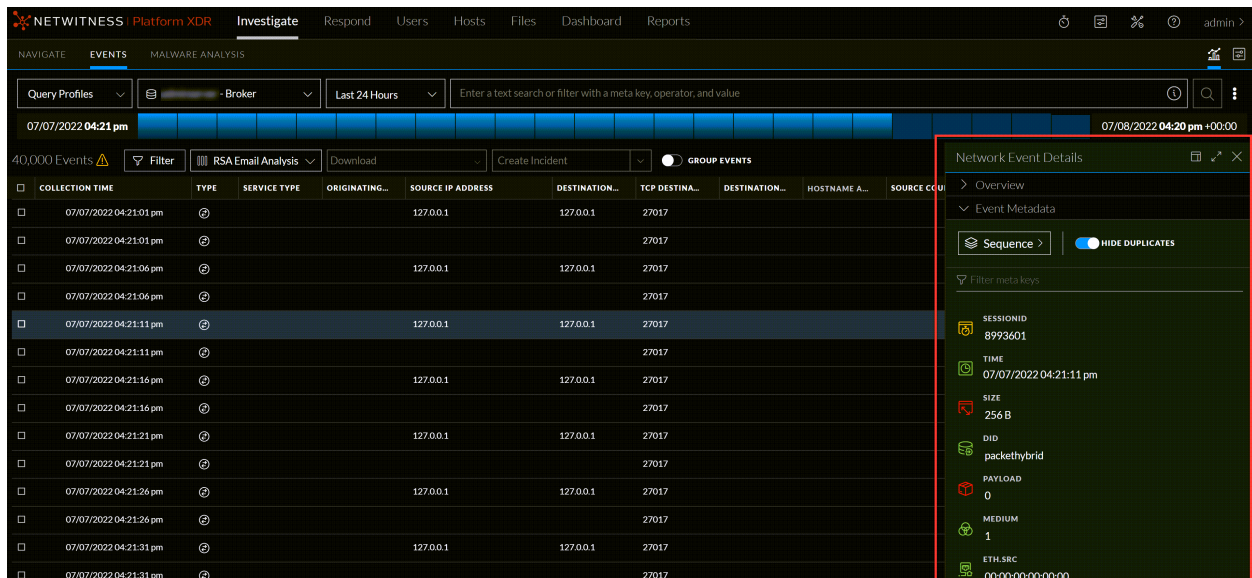 NETWITNESS Platform XDR Investigate Respond Users Hosts Files Dashboard Reports admin >
NAVIGATE EVENTS MALWARE ANALYSIS
Query Profiles - Broker Last 24 Hours Enter a text search or filter with a meta key, operator, and value
07/07/2022 04:21 pm 07/08/2022 04:20 pm +00:00
40,000 Events Filter RSA Email Analysis Download Create Incident GROUP EVENTS
COLLECTION TIME TYPE SERVICE TYPE ORIGINATING... SOURCE IP ADDRESS DESTINATION... TCP DESTINA... DESTINATION... HOSTNAME A... SOURCE COU
07/07/2022 04:21:01 pm 127.0.0.1 127.0.0.1 27017
07/07/2022 04:21:01 pm 27017
07/07/2022 04:21:06 pm 127.0.0.1 127.0.0.1 27017
07/07/2022 04:21:06 pm 27017
07/07/2022 04:21:11 pm 127.0.0.1 127.0.0.1 27017
07/07/2022 04:21:11 pm 27017
07/07/2022 04:21:16 pm 127.0.0.1 127.0.0.1 27017
07/07/2022 04:21:16 pm 27017
07/07/2022 04:21:21 pm 127.0.0.1 127.0.0.1 27017
07/07/2022 04:21:21 pm 27017
07/07/2022 04:21:26 pm 127.0.0.1 127.0.0.1 27017
07/07/2022 04:21:26 pm 27017
07/07/2022 04:21:31 pm 127.0.0.1 127.0.0.1 27017
07/07/2022 04:21:31 pm 27017
Network Event Details
Overview
Event Metadata
Sequence > HIDE DUPLICATES
Filter meta keys
SESSIONID
8993601
TIME
07/07/2022 04:21:11 pm
SIZE
256 B
DID
packethybrid
PAYLOAD
0
MEDIUM
1
ETH.SRC
00:00:00:00:00:00